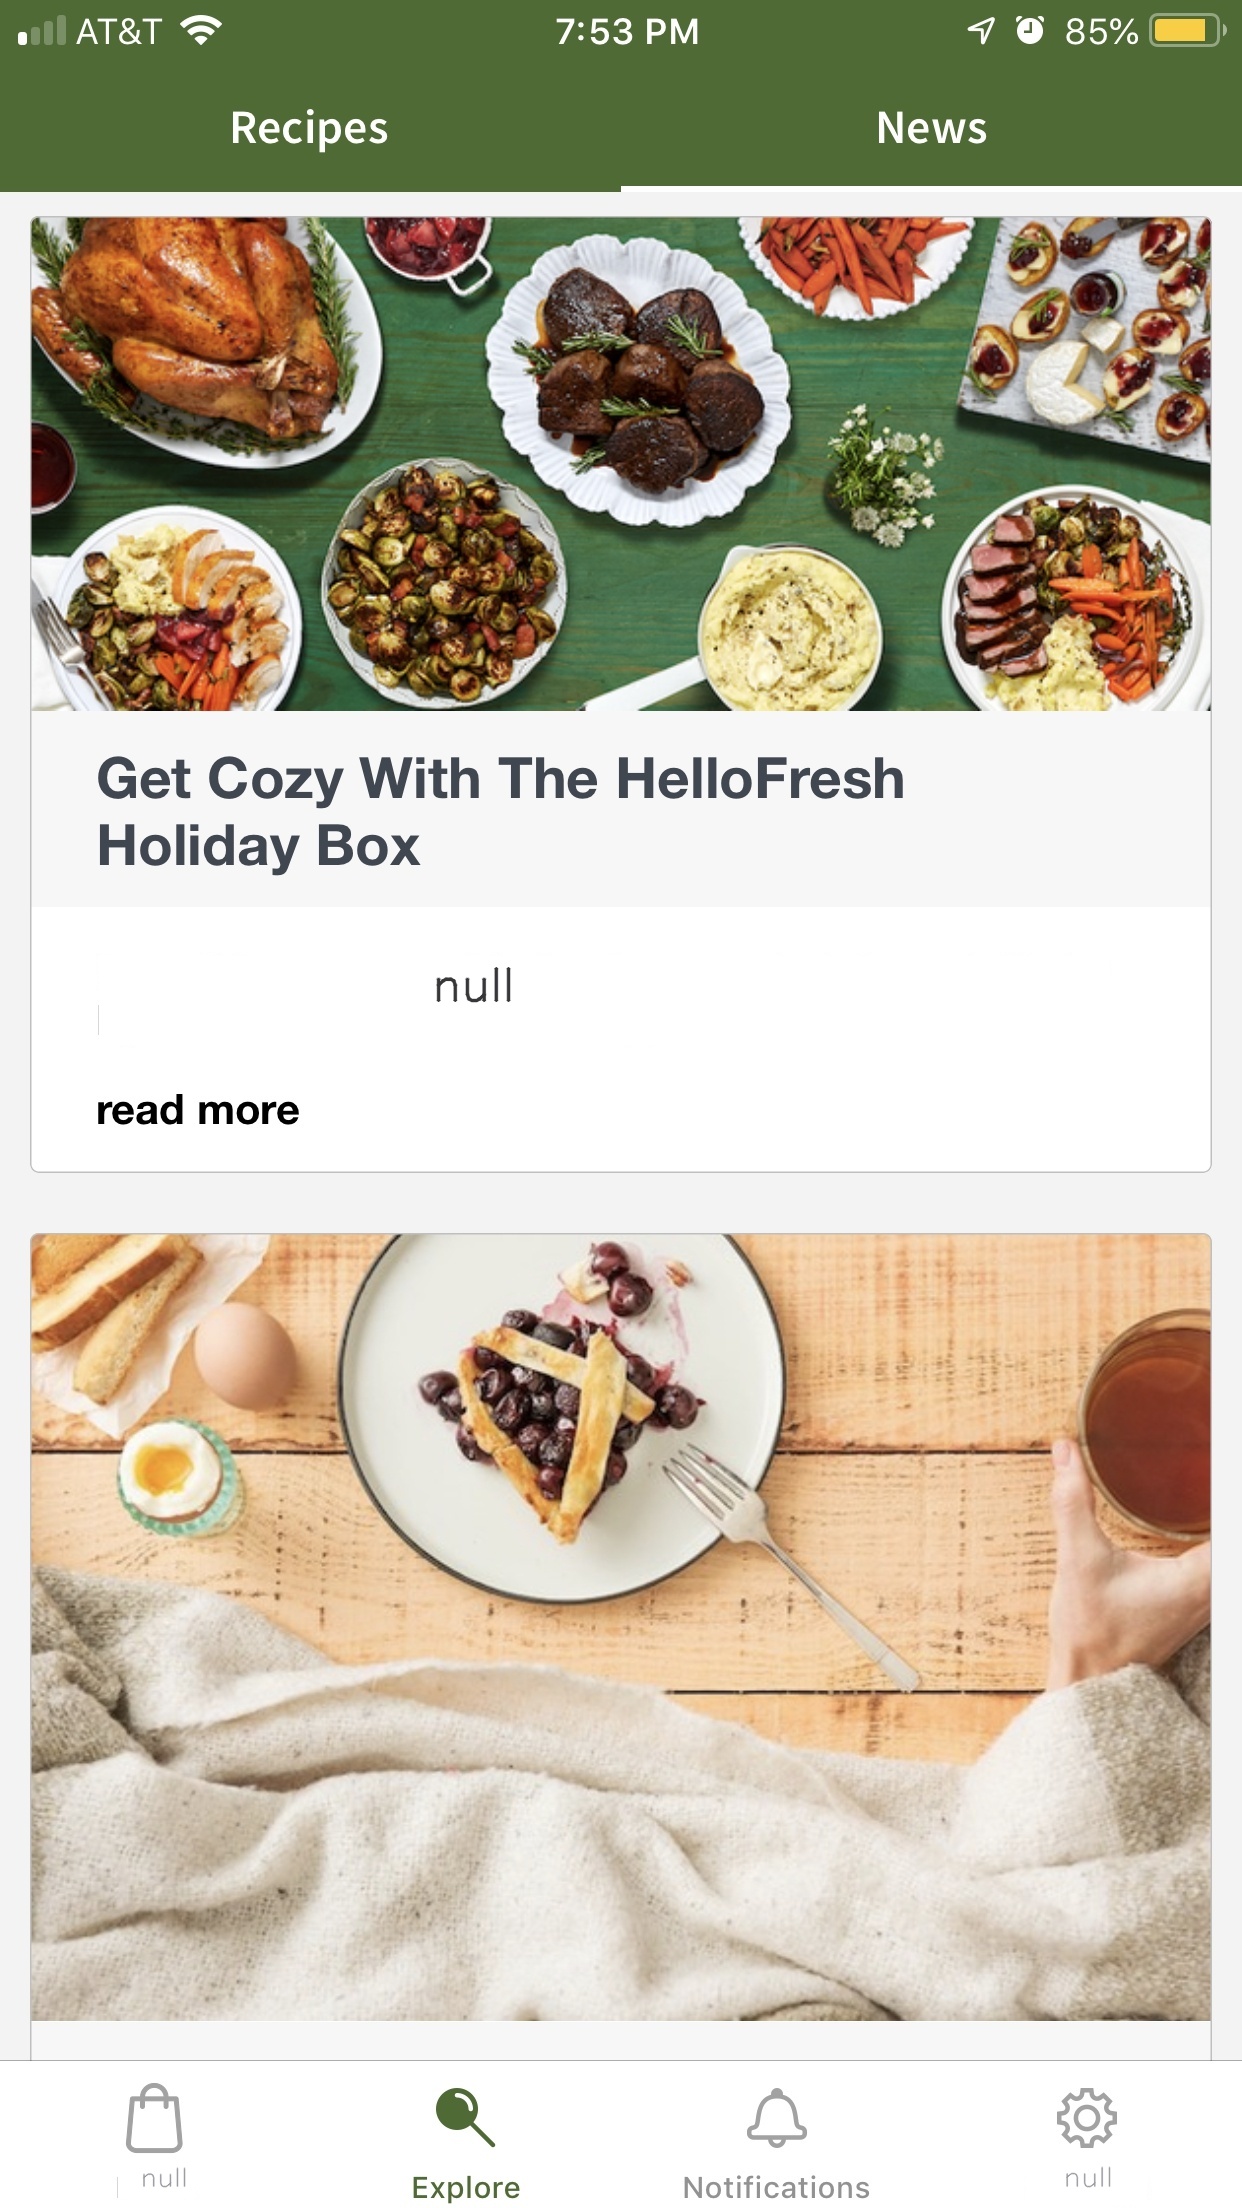 AT&T 7:53 PM 85%
Recipes News
Get Cozy With The HelloFresh
Holiday Box
null
read more
null Explore Notifications null